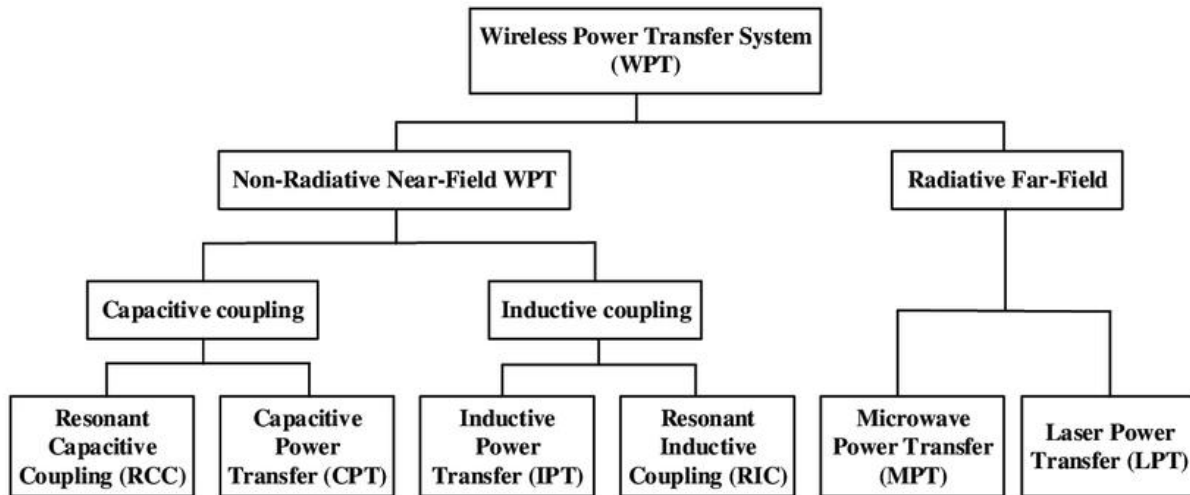 Wireless Power Transfer System
(WPT)
Non-Radiative Near-Field WPT
Radiative Far-Field
Capacitive coupling
Inductive coupling
Resonant
Capacitive
Coupling (RCC)
Capacitive
Power
Transfer (CPT)
Inductive
Power
Transfer (IPT)
Resonant
Inductive
Coupling (RIC)
Microwave
Power Transfer
(MPT)
Laser Power
Transfer (LPT)